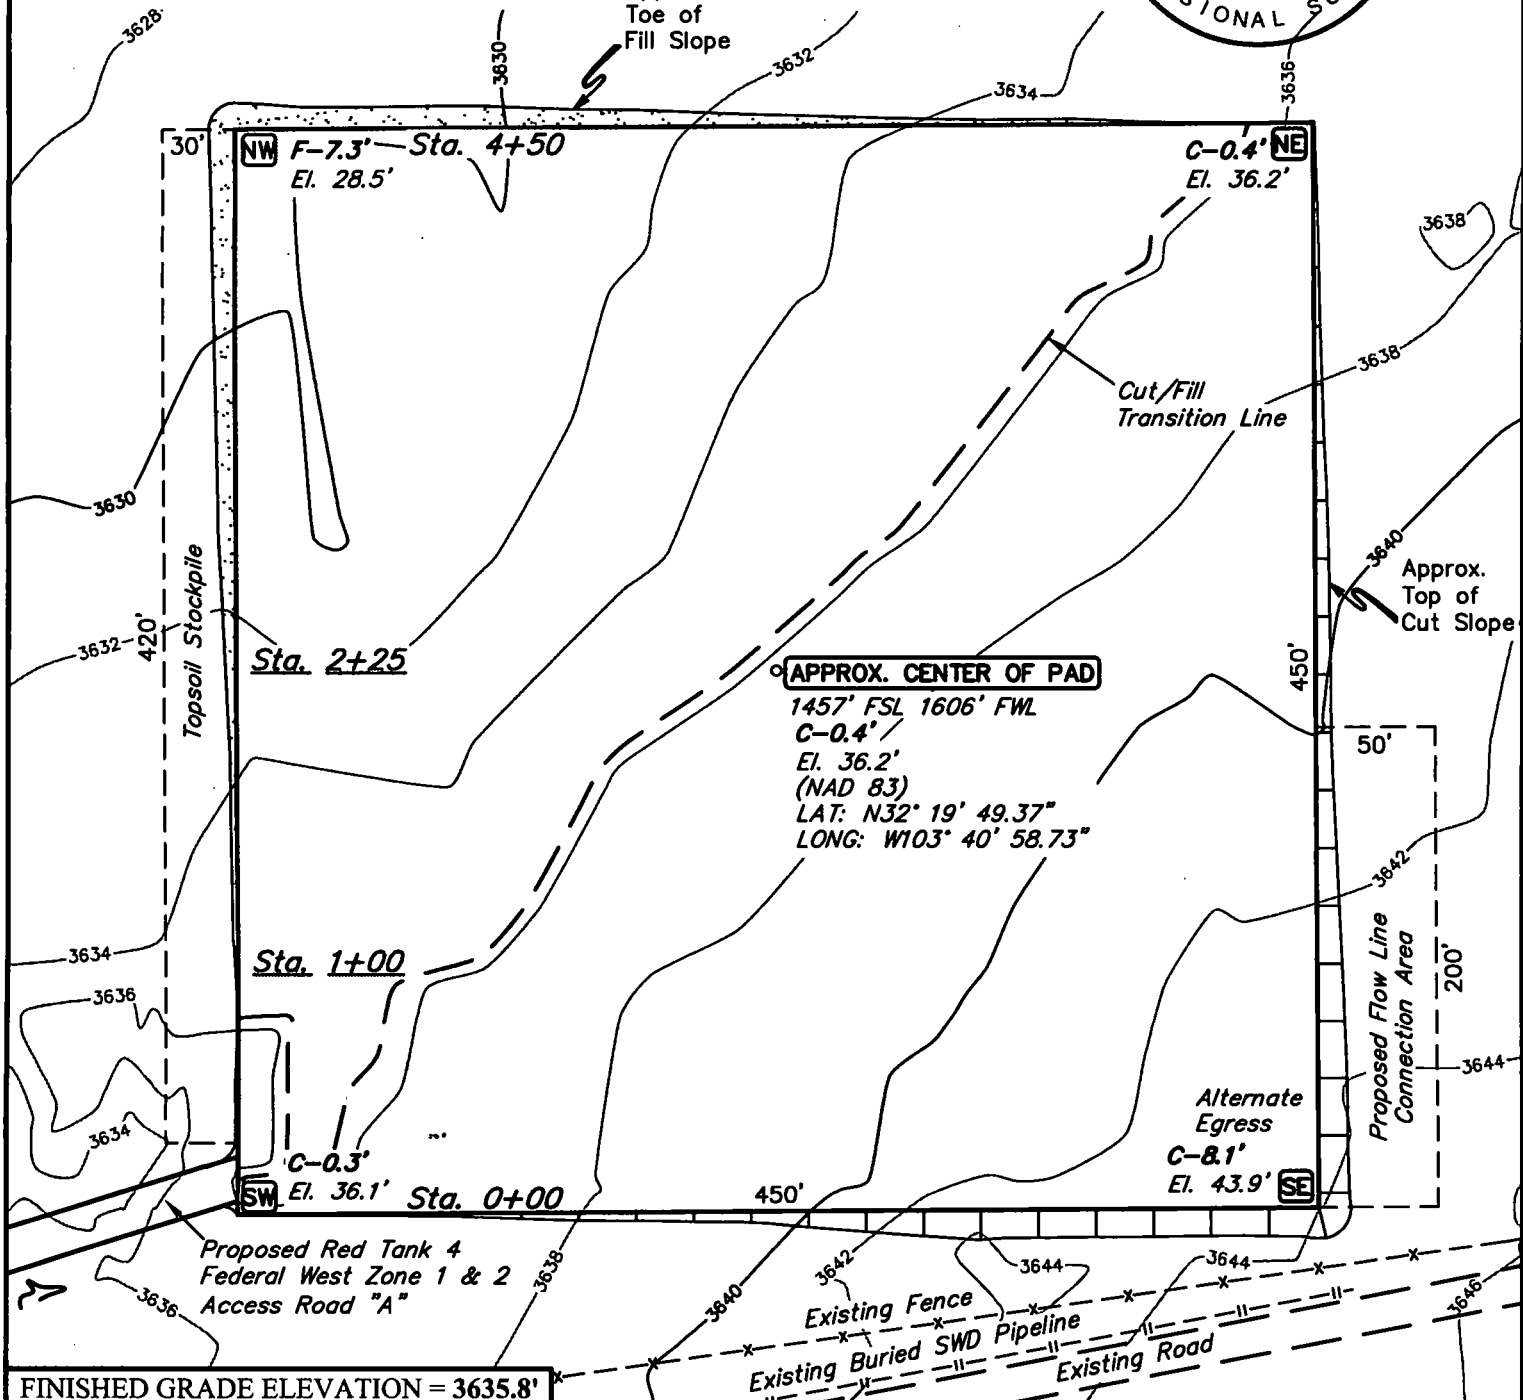 SIONAL SU
Toe of
Fill Slope
3628
3630
3632
3634
3636
30'
NW
F-7.3'
El. 28.5'
Sta. 4+50
C-0.4'
NE
El. 36.2'
3638
Cut/Fill
Transition Line
3638
3630
3640
Approx.
Top of
Cut Slope
Topsoil Stockpile
420'
3632
Sta. 2+25
APPROX. CENTER OF PAD
1457' FSL 1606' FWL
C-0.4'
El. 36.2'
(NAD 83)
LAT: N32° 19' 49.37"
LONG: W103° 40' 58.73"
450'
50'
3642
3634
Sta. 1+00
3636
Proposed Flow Line
Connection Area
200'
3644
3634
Alternate
Egress
C-0.3'
SW
El. 36.1'
Sta. 0+00
450'
C-8.1'
El. 43.9'
SE
Proposed Red Tank 4
Federal West Zone 1 & 2
Access Road "A"
3636
3638
3640
3642
3644
3644
3646
Existing Fence
Existing Buried SWD Pipeline
Existing Road
FINISHED GRADE ELEVATION = 3635.8'